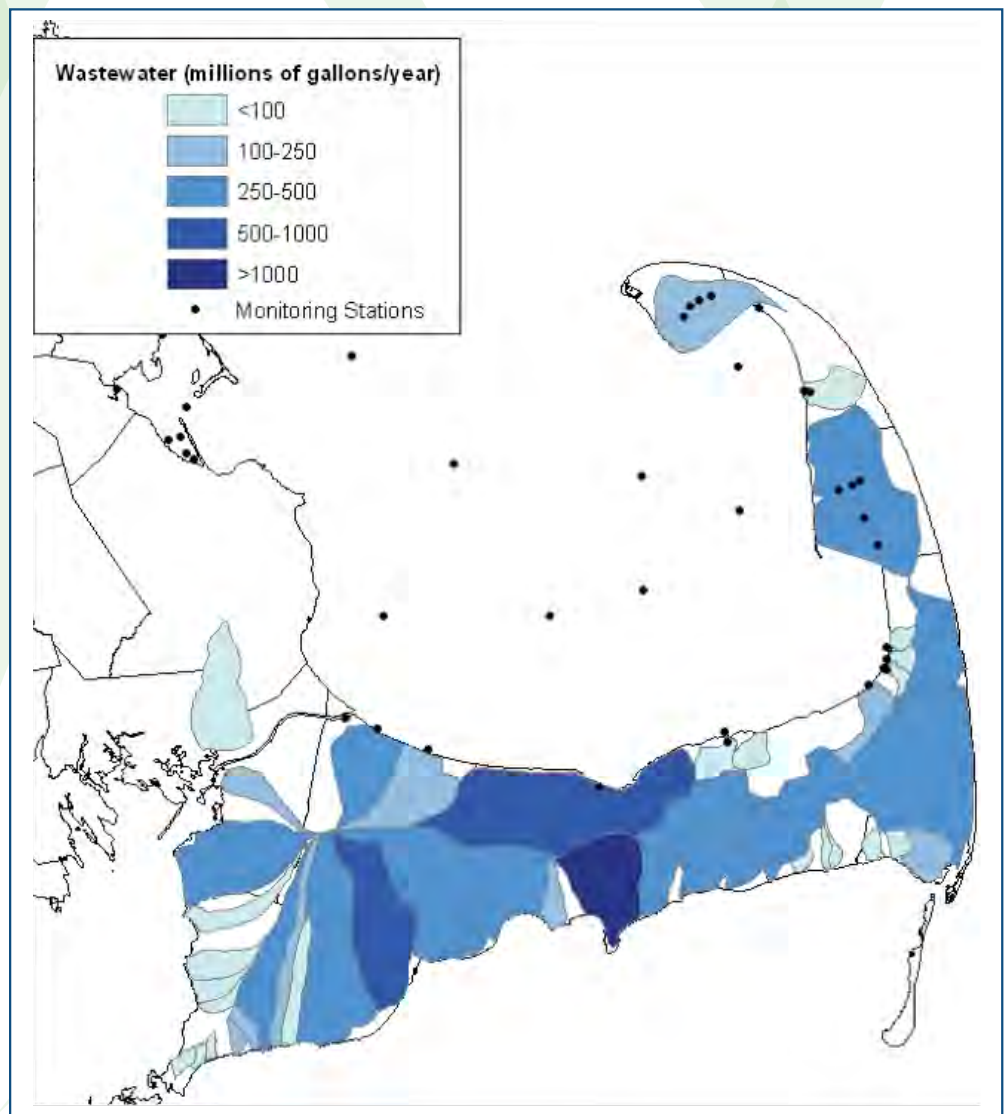 Wastewater (millions of gallons/year)
<100
100-250
250-500
500-1000
>1000
Monitoring Stations